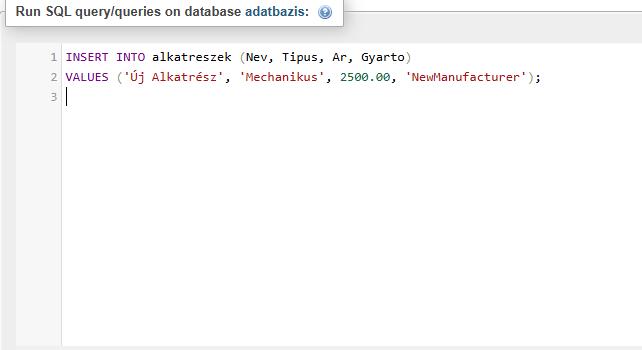 Run SQL query/queries on database adatbazis:
1 INSERT INTO alkatreszek (Nev, Tipus, Ar, Gyarto)
2 VALUES ('Új Alkatrész', 'Mechanikus', 2500.00, 'NewManufacturer');
3